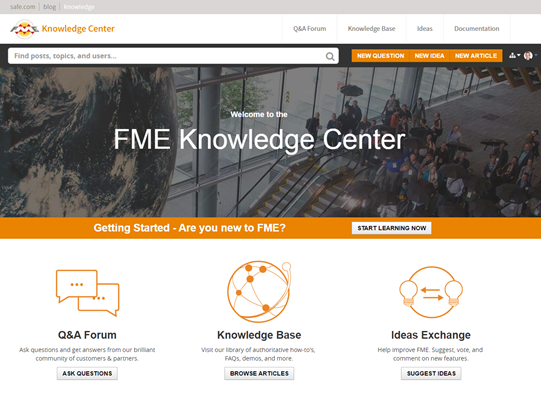 safe.com | blog | knowledge
FME Knowledge Center
Q&A Forum Knowledge Base Ideas Documentation
Find posts, topics, and users...
NEW QUESTION NEW IDEA NEW ARTICLE
Welcome to the
FME Knowledge Center
Getting Started - Are you new to FME?
START LEARNING NOW
Q&A Forum
Ask questions and get answers from our brilliant
community of customers & partners.
ASK QUESTIONS
Knowledge Base
Visit our library of authoritative how-to's,
FAQs, demos, and more.
BROWSE ARTICLES
Ideas Exchange
Help improve FME. Suggest, vote, and
comment on new features.
SUGGEST IDEAS